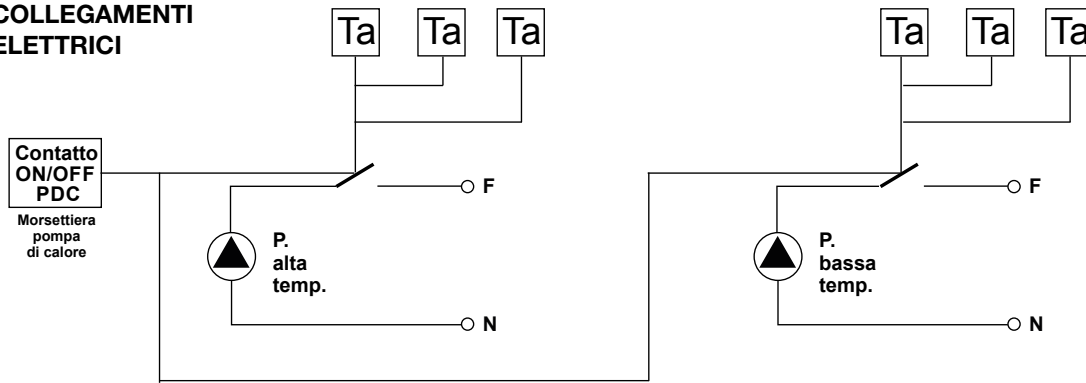 COLLEGAMENTI
ELETTRICI
Ta
Ta
Ta
Ta
Ta
Ta
Contatto
ON/OFF
PDC
Morsettiera
pompa
di calore
F
P.
alta
temp.
N
F
P.
bassa
temp.
N